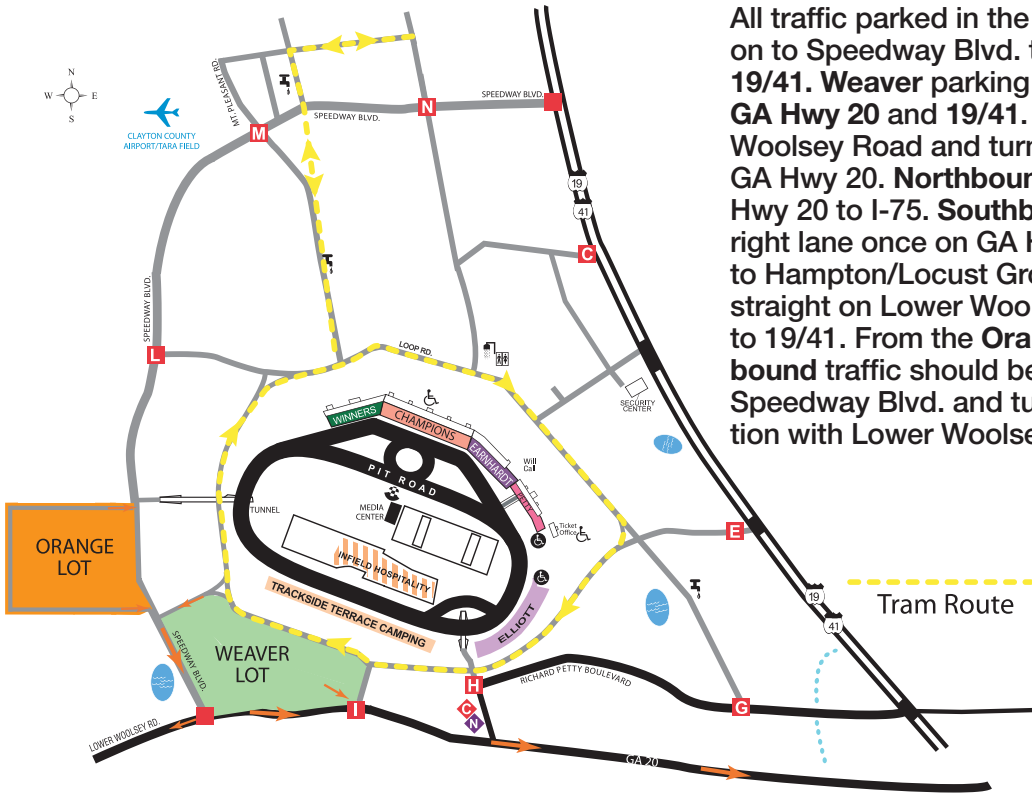 All traffic parked in the
on to Speedway Blvd. t
19/41. Weaver parking
GA Hwy 20 and 19/41.
Woolsey Road and turn
GA Hwy 20. Northboun
Hwy 20 to I-75. Southb
right lane once on GA H
to Hampton/Locust Gro
straight on Lower Wool
to 19/41. From the Ora
bound traffic should be
Speedway Blvd. and tu
tion with Lower Woolse
N
W
E
S
CLAYTON COUNTY
AIRPORT/TARA FIELD
MT. PLEASANT RD.
M
SPEEDWAY BLVD.
N
SPEEDWAY BLVD.
19
41
C
SPEEDWAY BLVD.
L
LOOP RD.
SECURITY
CENTER
WINNERS
CHAMPIONS
EARNHARDT
PETTY
Will
Call
PIT ROAD
TUNNEL
MEDIA
CENTER
Ticket
Office
E
ORANGE
LOT
INFIELD HOSPITALITY
TRACKSIDE TERRACE CAMPING
ELLIOTT
19
41
Tram Route
WEAVER
LOT
SPEEDWAY BLVD.
H
RICHARD PETTY BOULEVARD
C
N
I
G
LOWER WOOLSEY RD.
GA 20